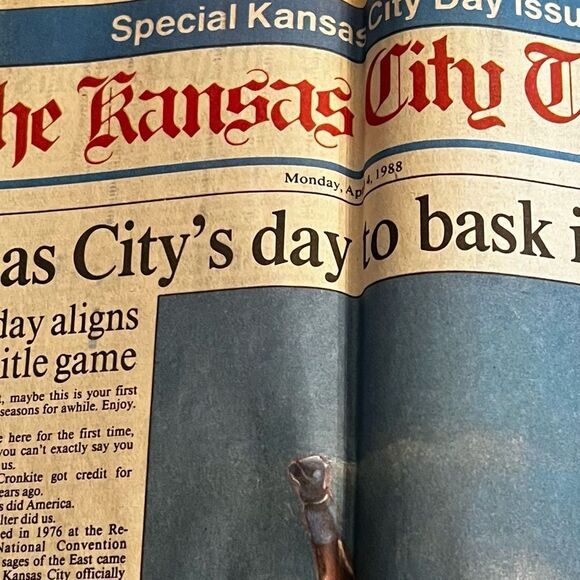 Special Kansas City Day Issu
he Kansas City T
Monday, Ap 4, 1988
as City's day to bask i
day aligns
itle game
, maybe this is your first
seasons for awhile. Enjoy.
e here for the first time,
you can't exactly say you
us.
Cronkite got credit for
ears ago.
s did America.
lter did us.
ed in 1976 at the Re-
National Convention
sages of the East came
Kansas City officially